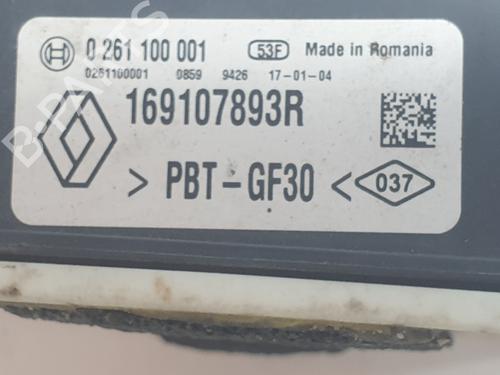 0 261 100 001 53F Made in Romania
0261100001 0859 9426 17-01-04
169107893R
> PBT-GF30 < 037
B-PARTS